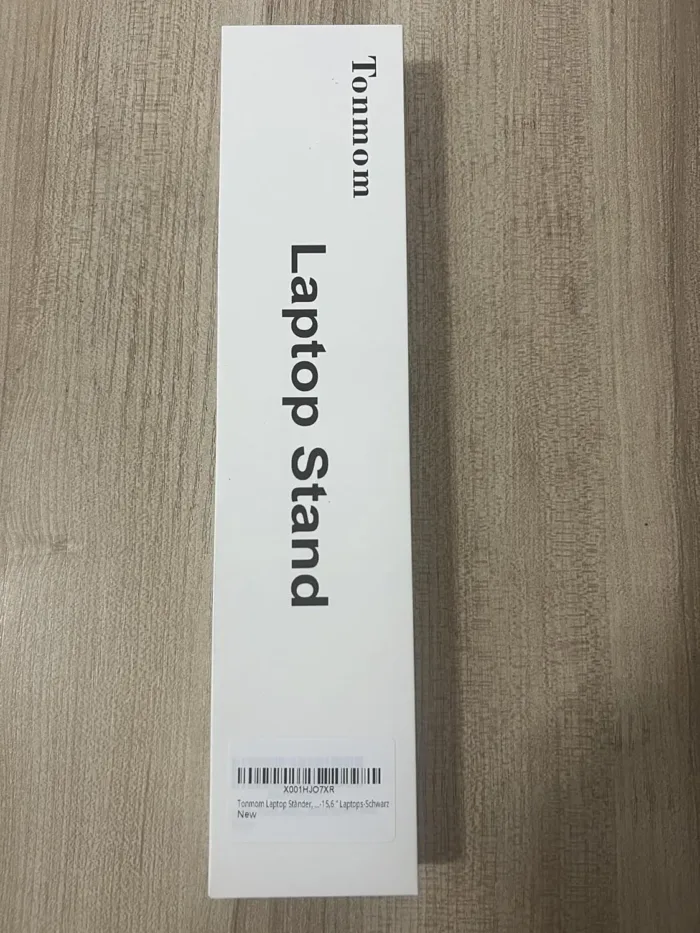 Tonmom
Laptop Stand
X001HJO7XR
Tonmom Laptop Ständer, ...-15,6 " Laptops-Schwarz
New